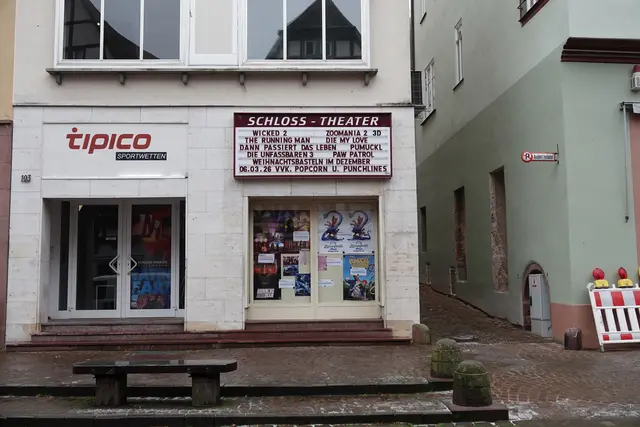 tipico
SPORTWETTEN
103
SCHLOSS - THEATER
WICKED 2 ZOOMANIA 2 3D
THE RUNNING MAN DIE MY LOVE
DANN PASSIERT DAS LEBEN PUMUCKL
DIE UNFASSBAREN 3 PAW PATROL
WEIHNACHTSBASTELN IM DEZEMBER
06.03.26 VVK. POPCORN U. PUNCHLINES